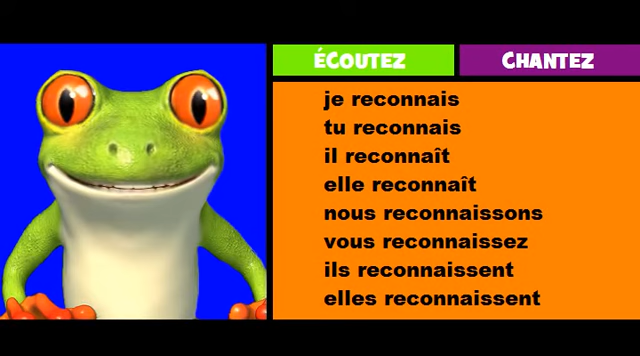 ÉCOUTEZ CHANTEZ
je reconnais
tu reconnais
il reconnaît
elle reconnaît
nous reconnaissons
vous reconnaissez
ils reconnaissent
elles reconnaissent